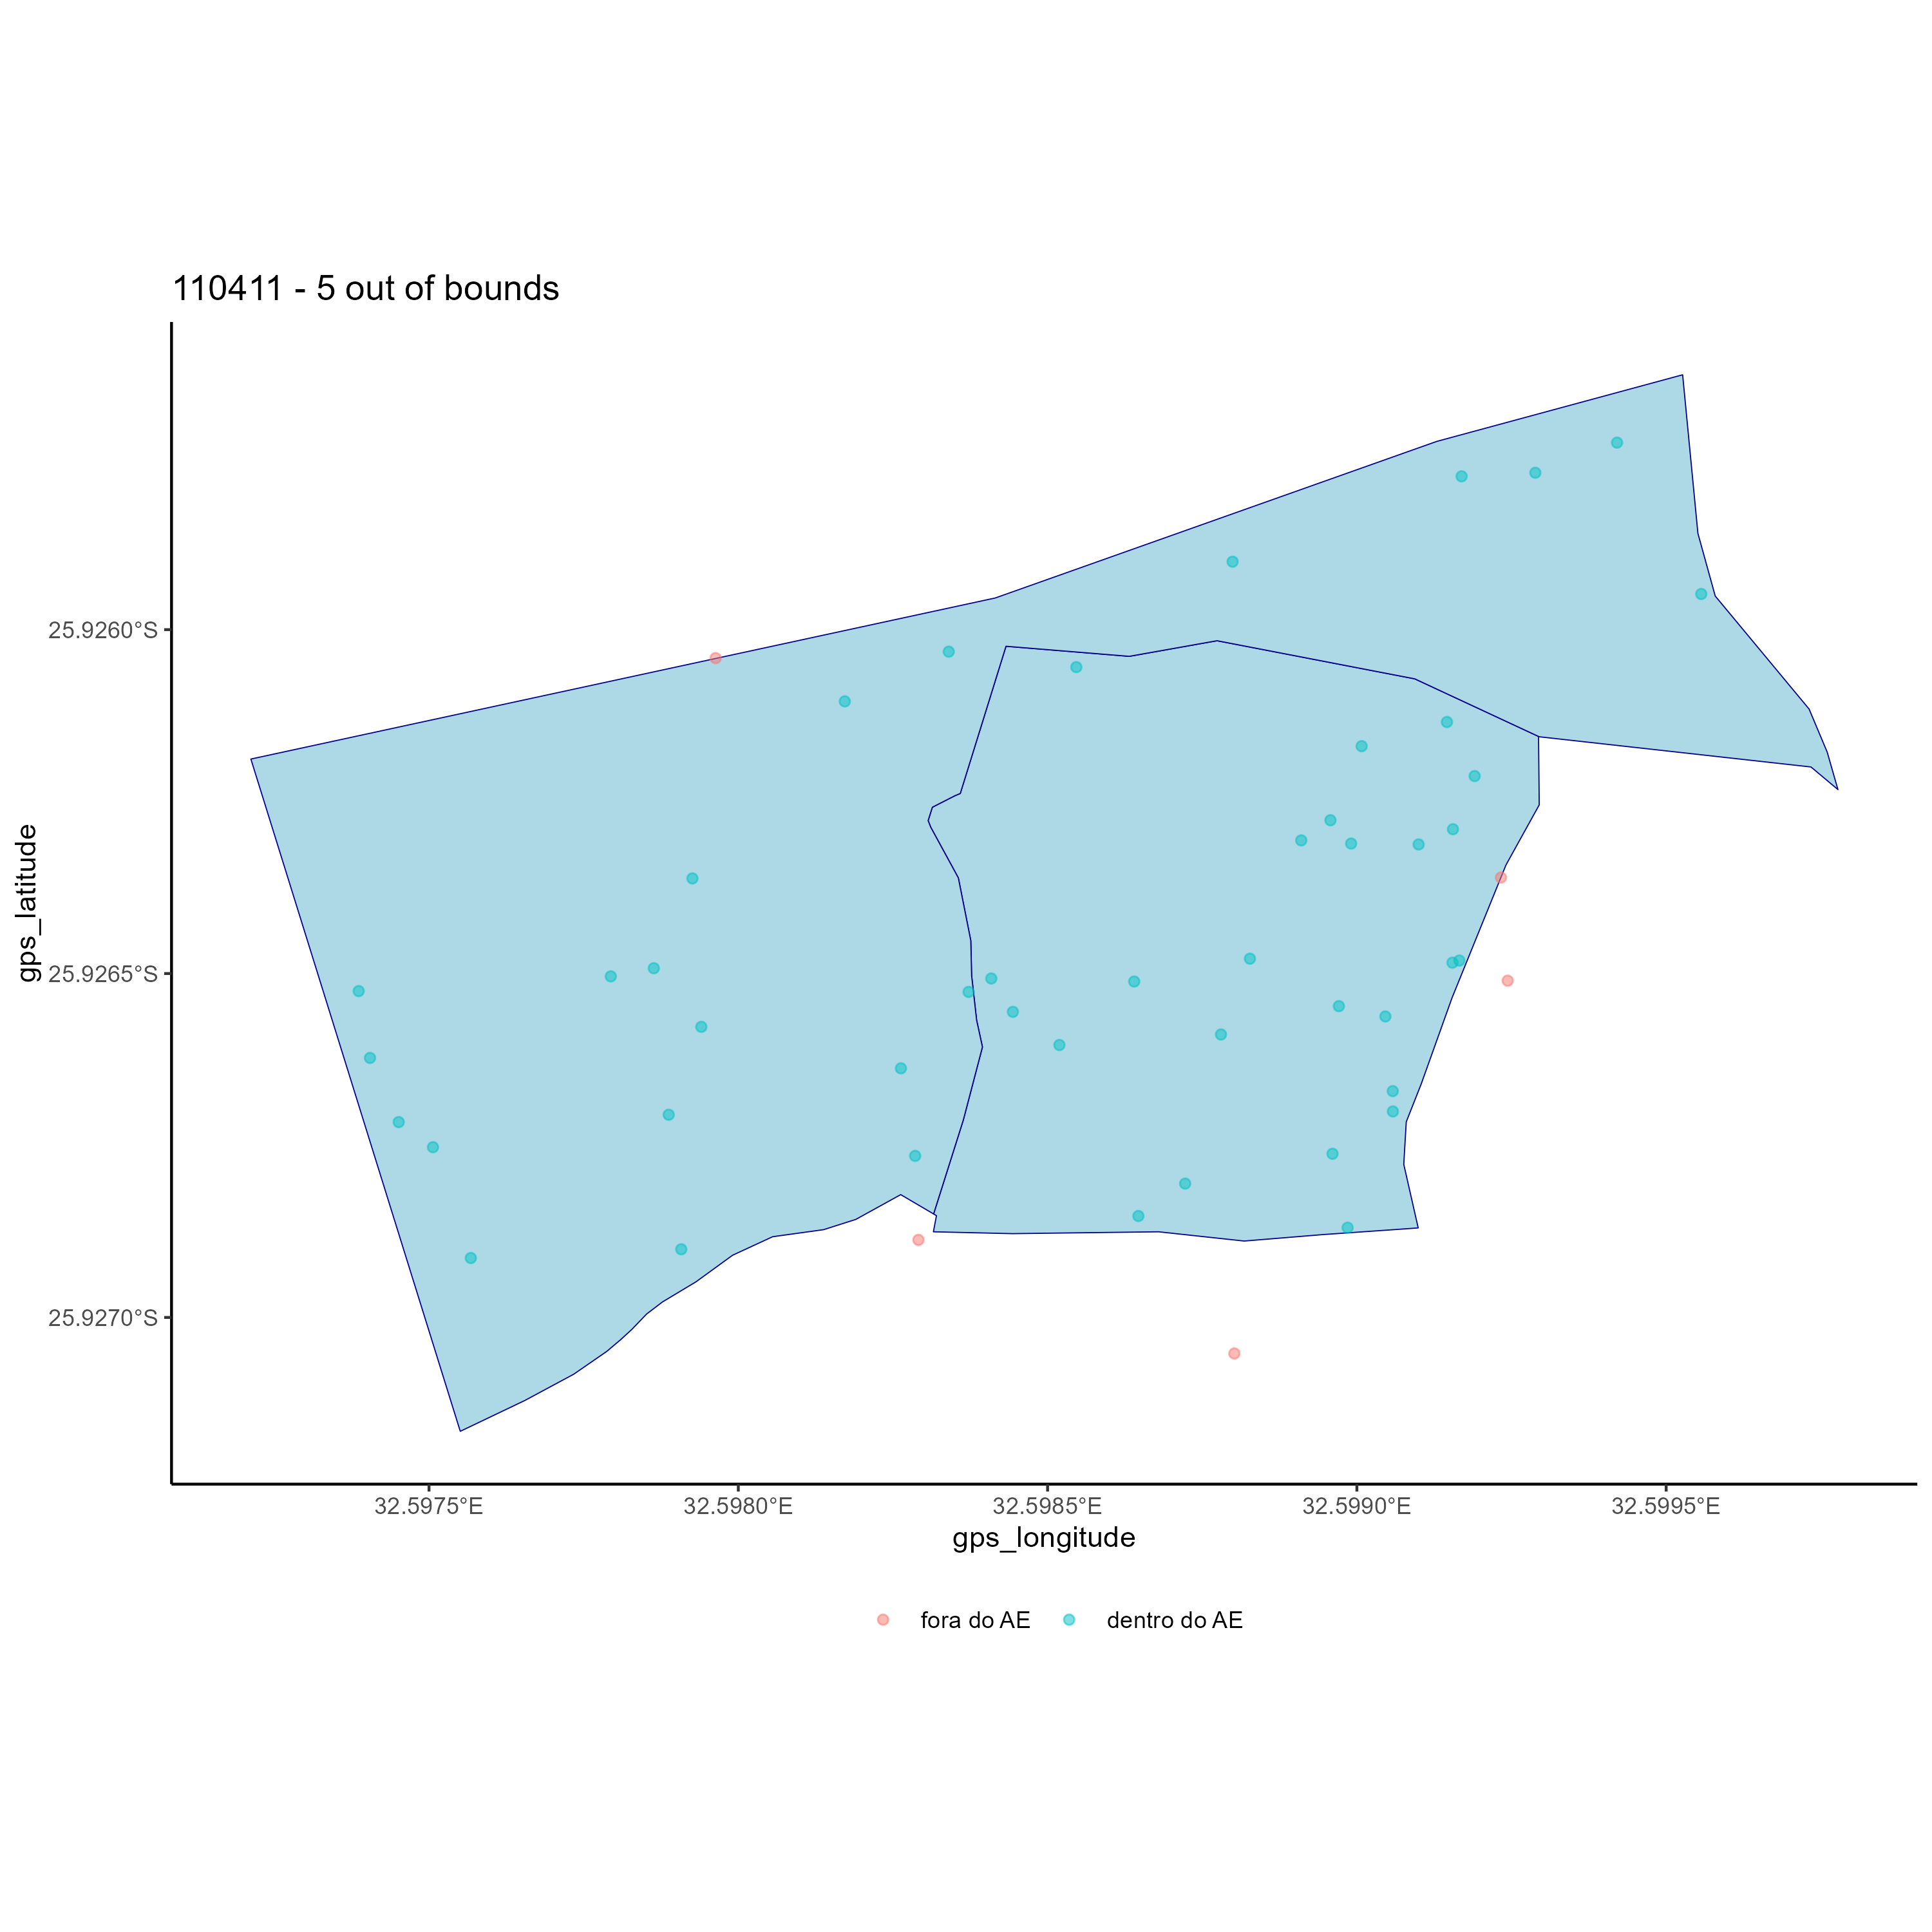 110411 - 5 out of bounds
gps_latitude
25.9260°S
25.9265°S
25.9270°S
32.5975°E 32.5980°E 32.5985°E 32.5990°E 32.5995°E
gps_longitude
fora do AE dentro do AE